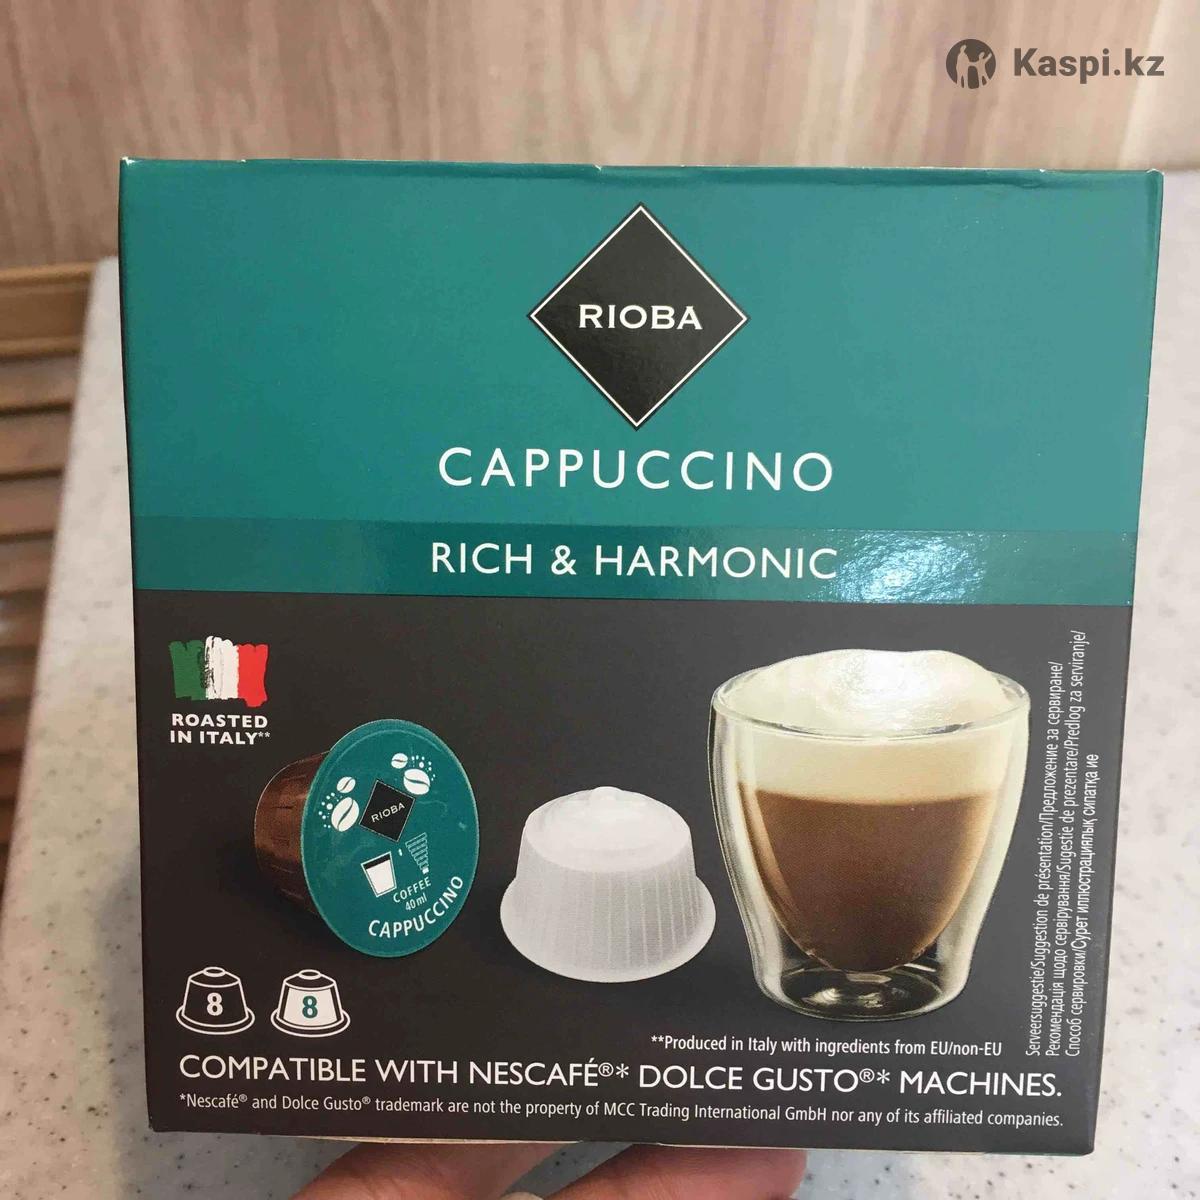 Kaspi.kz
RIOBA
CAPPUCCINO
RICH & HARMONIC
ROASTED
IN ITALY**
RIOBA
COFFEE
40 ml
CAPPUCCINO
8
8
Serveersuggestie/Suggestion de présentation/Предложение за сервиране/
Рекомендація щодо сервірування/Sugestie de prezentare/Predlog za serviranje/
Способ сервировки/Сурет иллюстрациялық сипатқа ие
**Produced in Italy with ingredients from EU/non-EU
COMPATIBLE WITH NESCAFÉ®* DOLCE GUSTO®* MACHINES.
*Nescafé® and Dolce Gusto® trademark are not the property of MCC Trading International GmbH nor any of its affiliated companies.